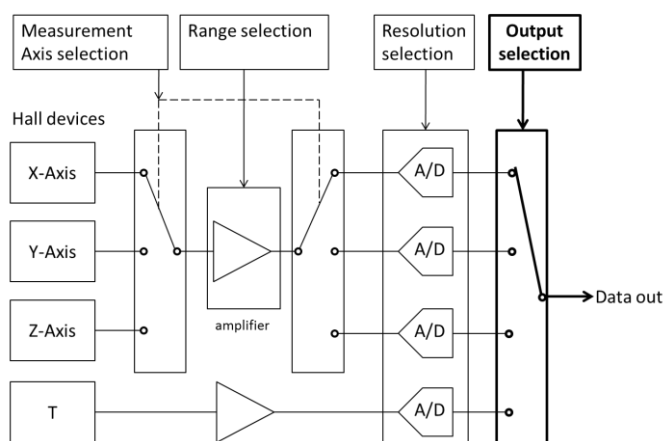 Measurement
Axis selection
Range selection
Resolution
selection
Output
selection
Hall devices
X-Axis
A/D
Y-Axis
A/D
Data out
Z-Axis
A/D
amplifier
T
A/D